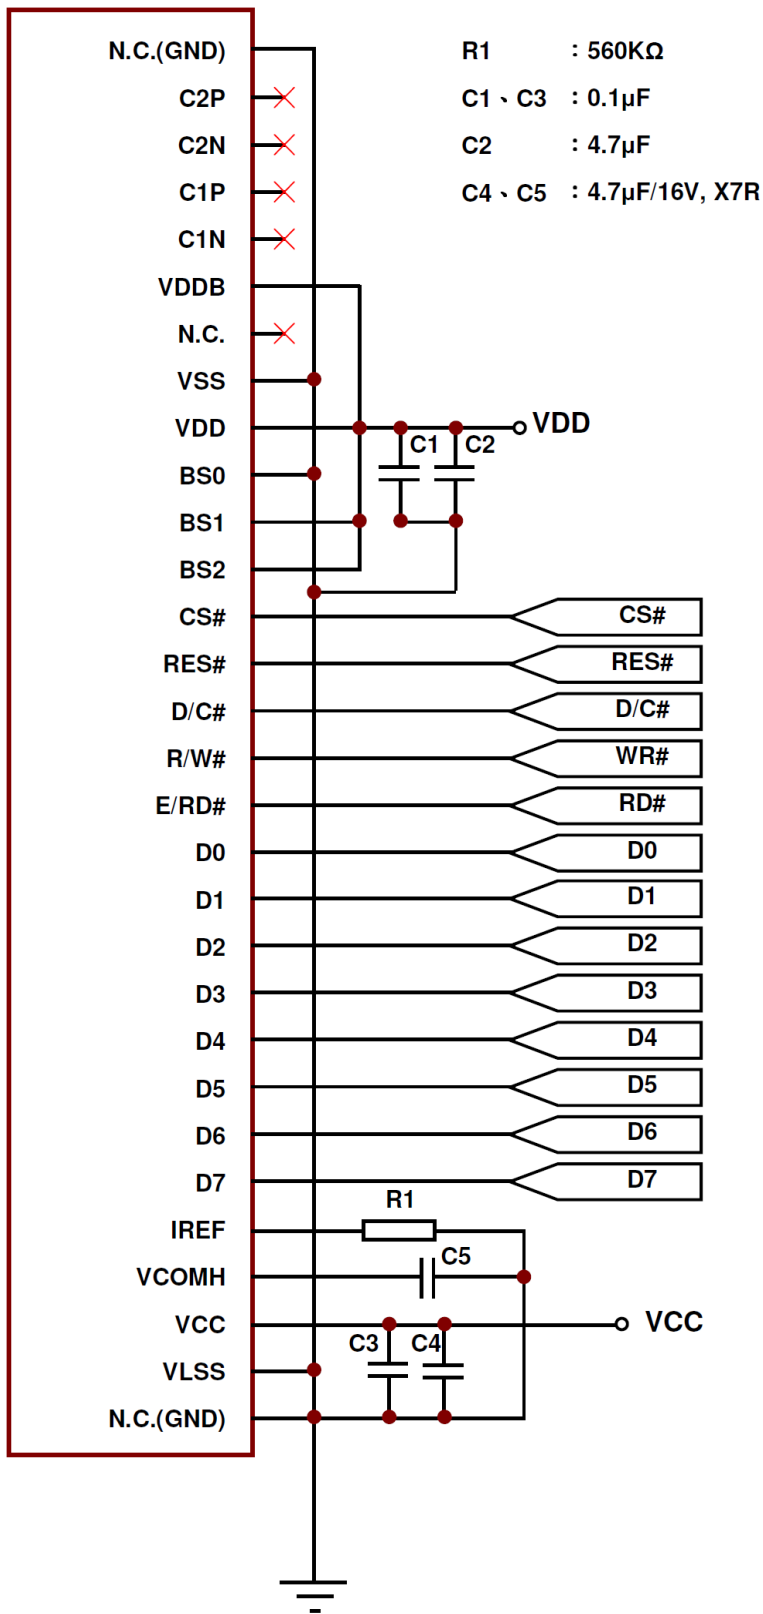 N.C.(GND)
R1 : 560KΩ
C2P
C1、C3 : 0.1μF
C2N
C2 : 4.7μF
C1P
C4、C5 : 4.7μF/16V, X7R
C1N
VDDB
N.C.
VSS
VDD
VDD
C1 C2
BS0
BS1
BS2
CS# CS#
RES# RES#
D/C# D/C#
R/W# WR#
E/RD# RD#
D0 D0
D1 D1
D2 D2
D3 D3
D4 D4
D5 D5
D6 D6
D7 D7
R1
IREF
C5
VCOMH
VCC VCC
C3 C4
VLSS
N.C.(GND)